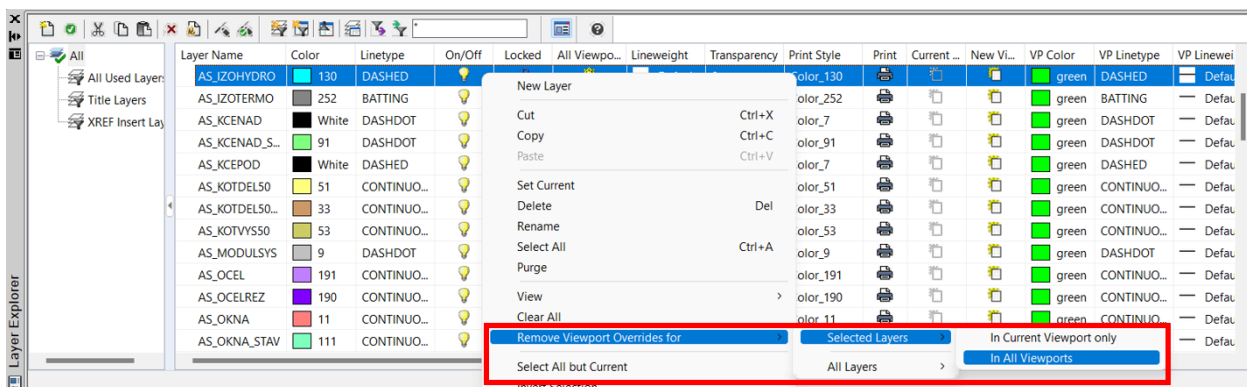 All
All Used Layer:
Title Layers
XREF Insert Lay
Layer Explorer
Layer Name Color Linetype On/Off Locked All Viewpo... Lineweight Transparency Print Style Print Current ... New Vi... VP Color VP Linetype VP Linewei
AS_IZOHYDRO 130 DASHED Color_130 green DASHED Defau
AS_IZOTERMO 252 BATTING olor_252 green BATTING Defau
AS_KCENAD White DASHDOT olor_7 green DASHDOT Defau
AS_KCENAD_S... 91 DASHDOT olor_91 green DASHDOT Defau
AS_KCEPOD White DASHED olor_7 green DASHED Defau
AS_KOTDEL50 51 CONTINUO... olor_51 green CONTINUO... Defau
AS_KOTDEL50... 33 CONTINUO... olor_33 green CONTINUO... Defau
AS_KOTVYS50 53 CONTINUO... olor_53 green CONTINUO... Defau
AS_MODULSYS 9 DASHDOT olor_9 green DASHDOT Defau
AS_OCEL 191 CONTINUO... olor_191 green CONTINUO... Defau
AS_OCELREZ 190 CONTINUO... olor_190 green CONTINUO... Defau
AS_OKNA 11 CONTINUO... olor_11 green CONTINUO... Defau
AS_OKNA_STAV 111 CONTINUO... Defau
New Layer
Cut Ctrl+X
Copy Ctrl+C
Paste Ctrl+V
Set Current
Delete Del
Rename
Select All Ctrl+A
Purge
View
Clear All
Remove Viewport Overrides for
Select All but Current
Invert Selection
Selected Layers
All Layers
In Current Viewport only
In All Viewports